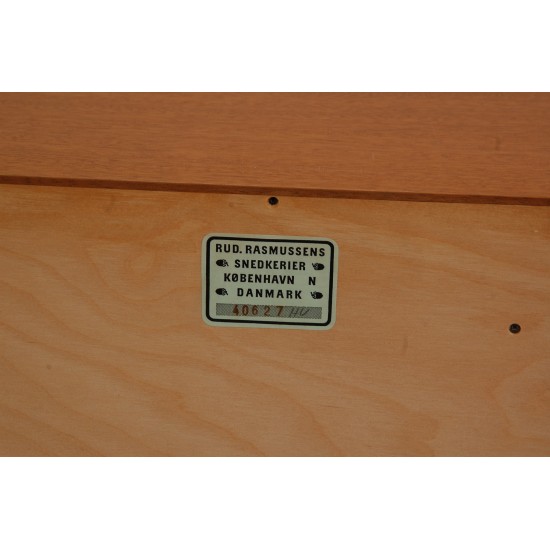 RUD. RASMUSSENS
SNEDKERIER
KØBENHAVN N
DANMARK
40627 HU